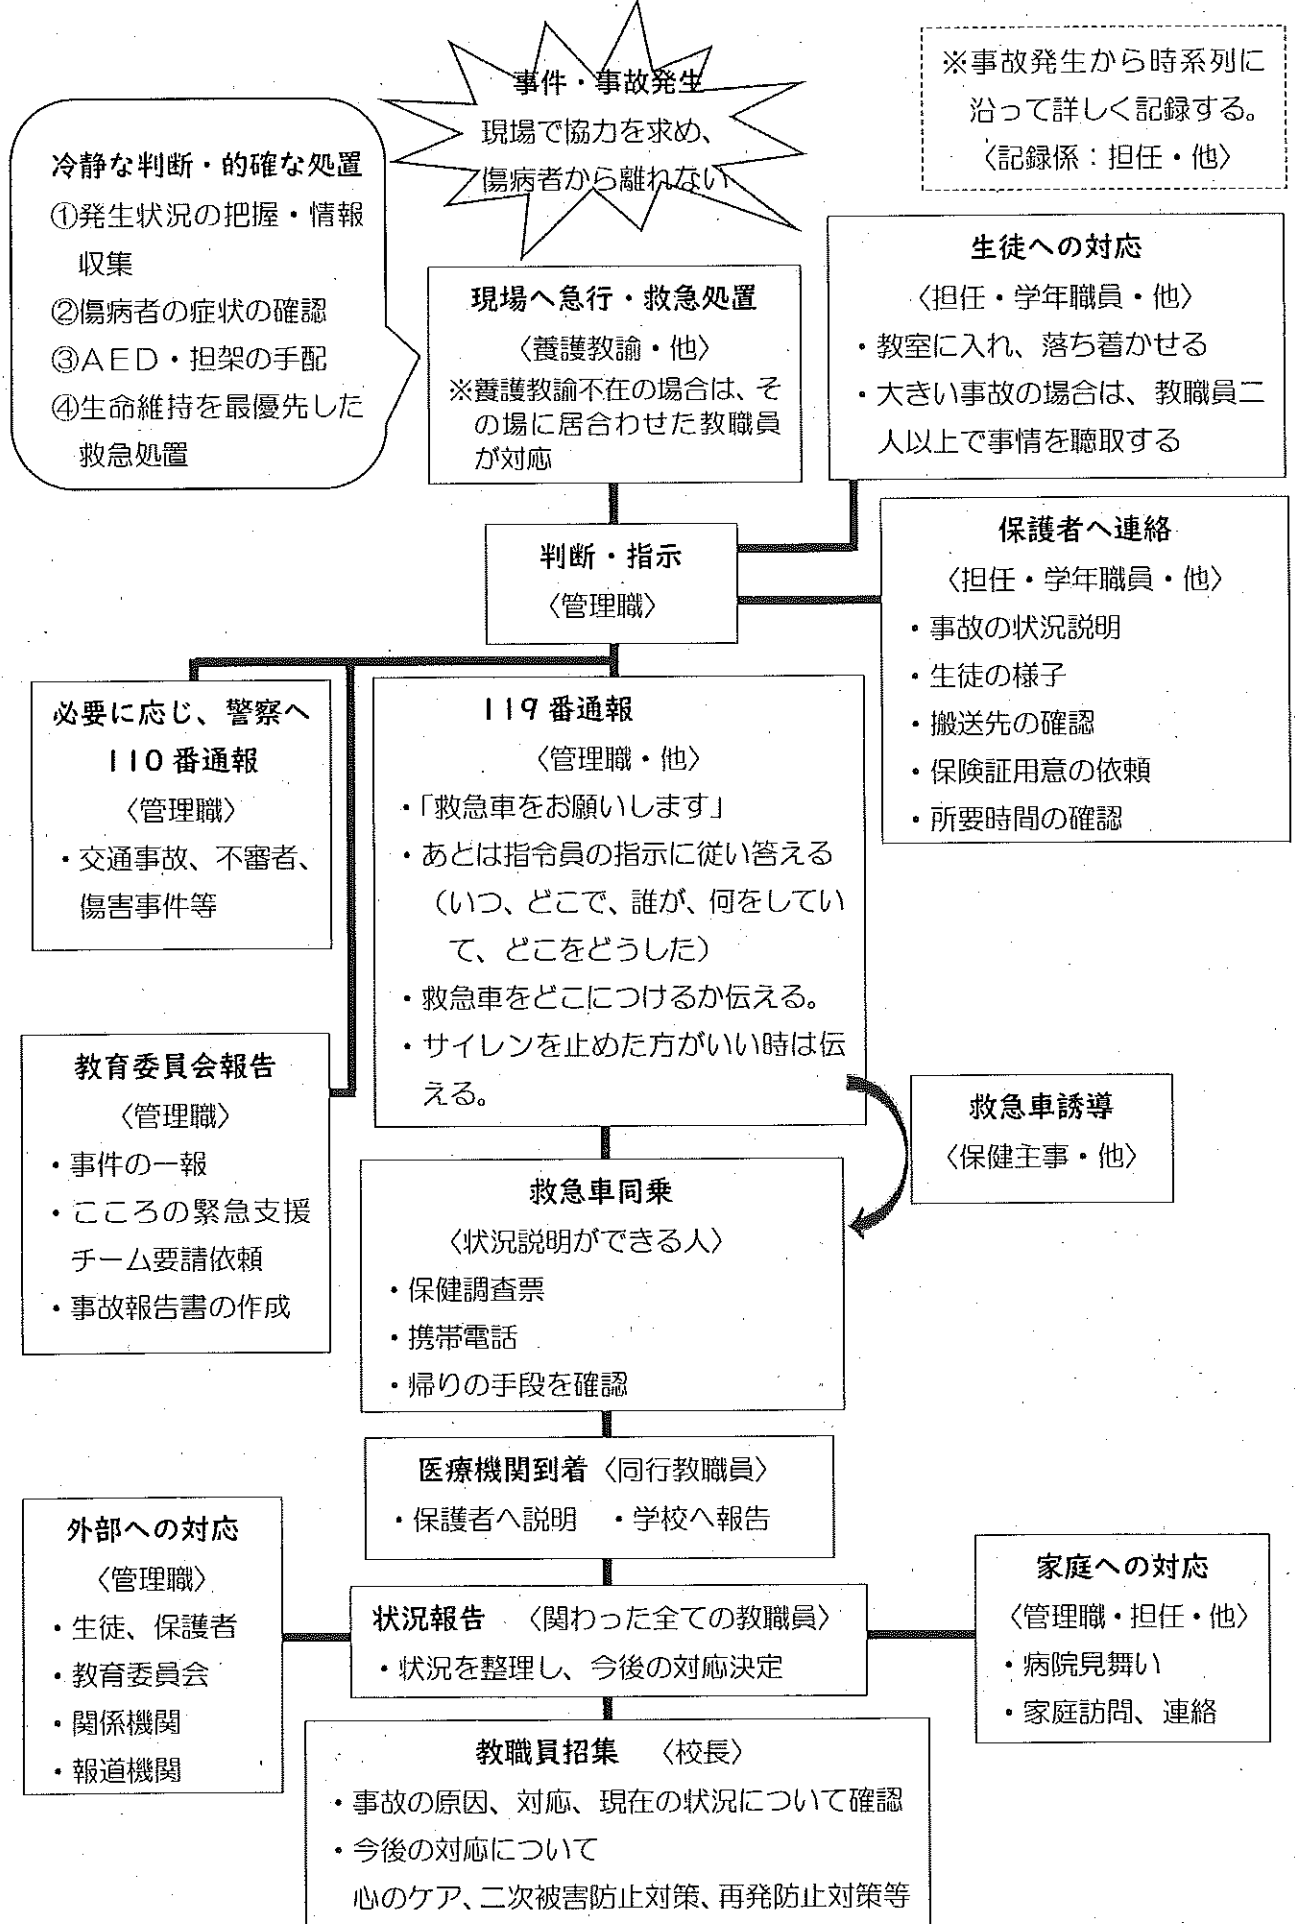 事件・事故発生
現場で協力を求め、
傷病者から離れない
※事故発生から時系列に
沿って詳しく記録する。
〈記録係：担任・他〉
冷静な判断・的確な処置
①発生状況の把握・情報
収集
②傷病者の症状の確認
③ＡＥＤ・担架の手配
④生命維持を最優先した
救急処置
現場へ急行・救急処置
〈養護教諭・他〉
※養護教諭不在の場合は、そ
の場に居合わせた教職員
が対応
生徒への対応
〈担任・学年職員・他〉
・教室に入れ、落ち着かせる
・大きい事故の場合は、教職員二
人以上で事情を聴取する
判断・指示
〈管理職〉
保護者へ連絡
〈担任・学年職員・他〉
・事故の状況説明
・生徒の様子
・搬送先の確認
・保険証用意の依頼
・所要時間の確認
必要に応じ、警察へ
110番通報
〈管理職〉
・交通事故、不審者、
傷害事件等
119番通報
〈管理職・他〉
・「救急車をお願いします」
・あとは指令員の指示に従い答える
（いつ、どこで、誰が、何をしてい
て、どこをどうした）
・救急車をどこにつけるか伝える。
・サイレンを止めた方がいい時は伝
える。
教育委員会報告
〈管理職〉
・事件の一報
・こころの緊急支援
チーム要請依頼
・事故報告書の作成
救急車誘導
〈保健主事・他〉
救急車同乗
〈状況説明ができる人〉
・保健調査票
・携帯電話
・帰りの手段を確認
医療機関到着〈同行教職員〉
・保護者へ説明　・学校へ報告
外部への対応
〈管理職〉
・生徒、保護者
・教育委員会
・関係機関
・報道機関
状況報告　〈関わった全ての教職員〉
・状況を整理し、今後の対応決定
家庭への対応
〈管理職・担任・他〉
・病院見舞い
・家庭訪問、連絡
教職員招集　〈校長〉
・事故の原因、対応、現在の状況について確認
・今後の対応について
心のケア、二次被害防止対策、再発防止対策等